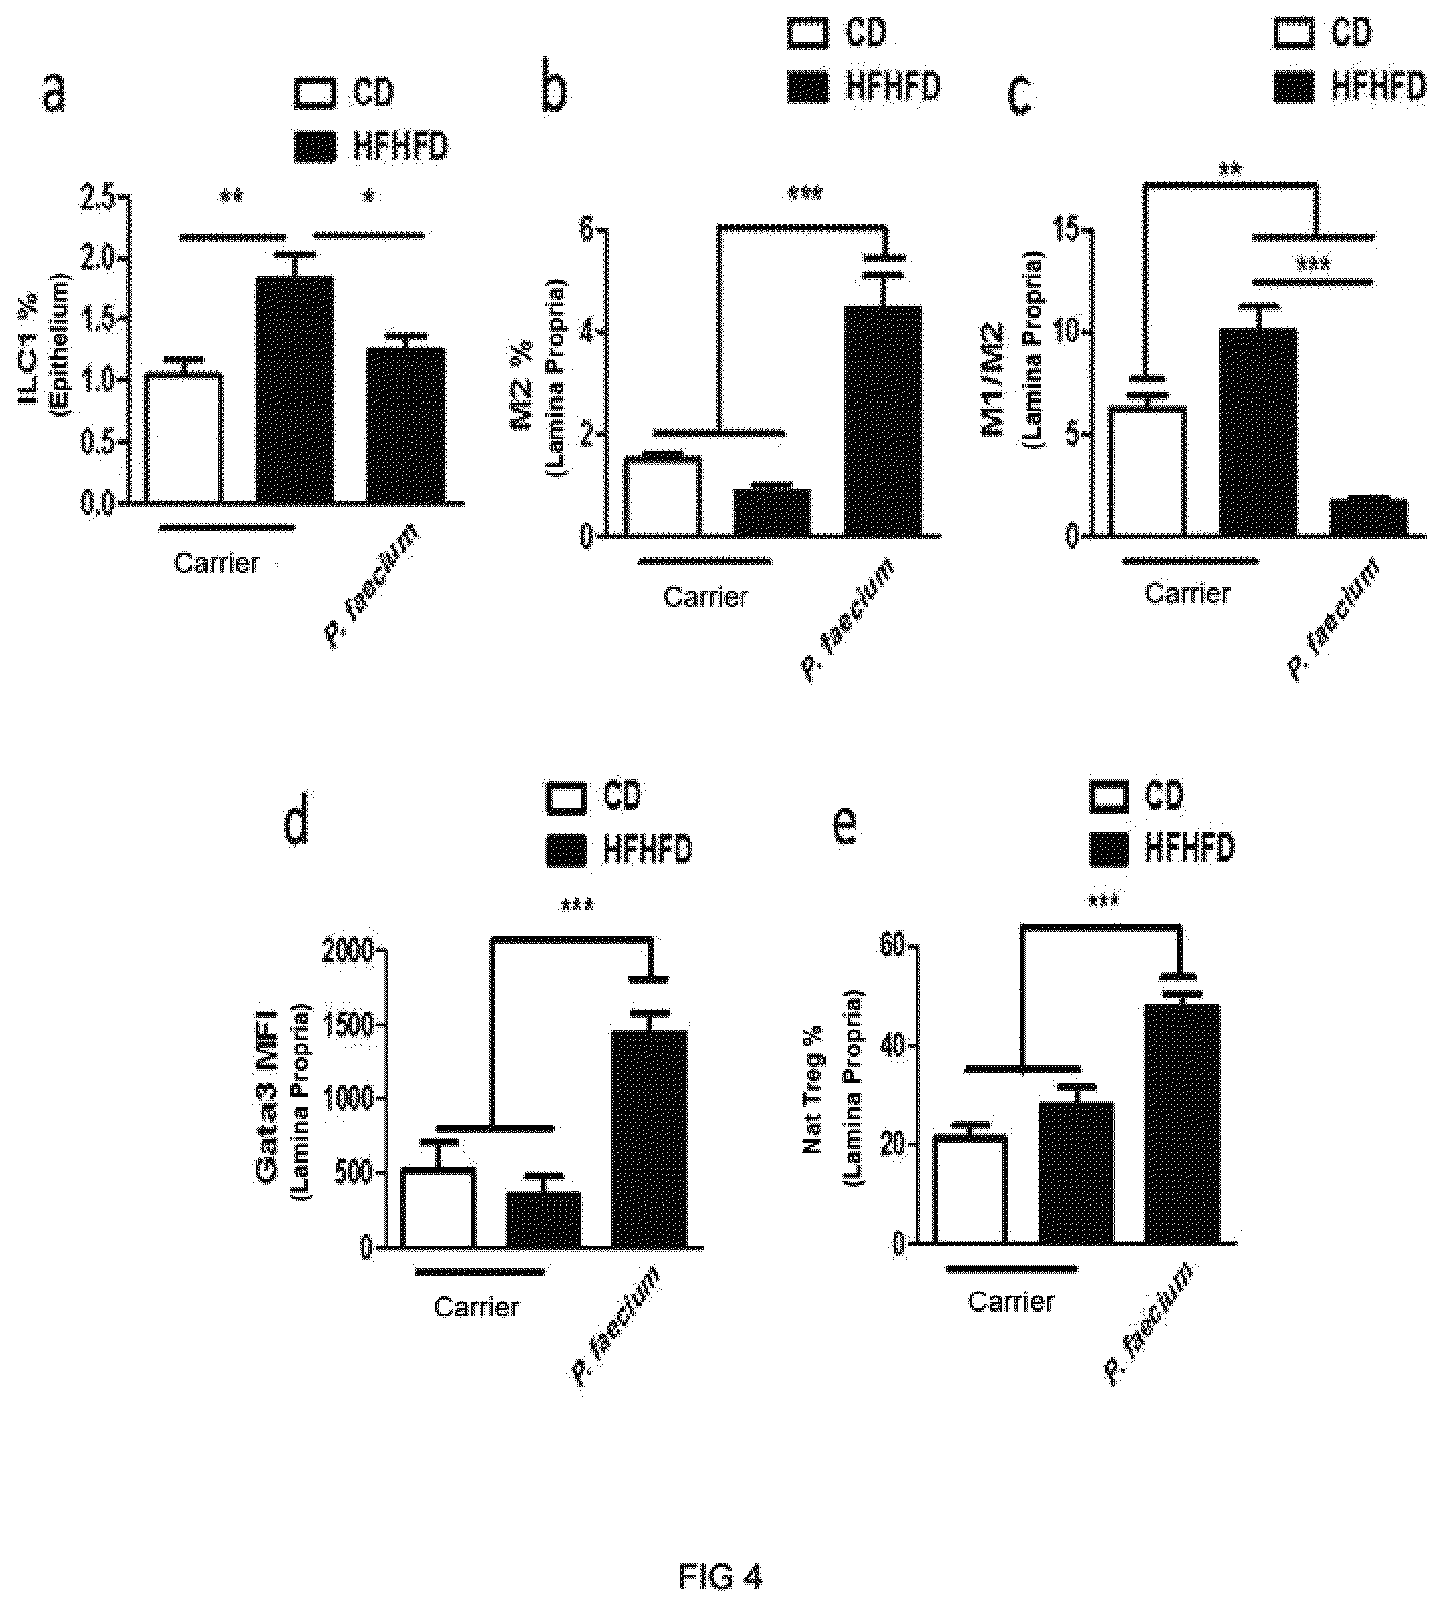 a
CD
HFHFD
** *
ILC1 %
(Epithelium)
2.5
2.0
1.5
1.0
0.5
0.0
Carrier
P. faecium
b
CD
HFHFD
***
M2 %
(Lamina Propria)
6
4
2
0
Carrier
P. faecium
c
CD
HFHFD
**
***
M1/M2
(Lamina Propria)
15
10
5
0
Carrier
P. faecium
d
CD
HFHFD
***
Gata3 MFI
(Lamina Propria)
2000
1500
1000
500
0
Carrier
P. faecium
e
CD
HFHFD
***
Nat Treg %
(Lamina Propria)
60
40
20
0
Carrier
P. faecium
FIG 4